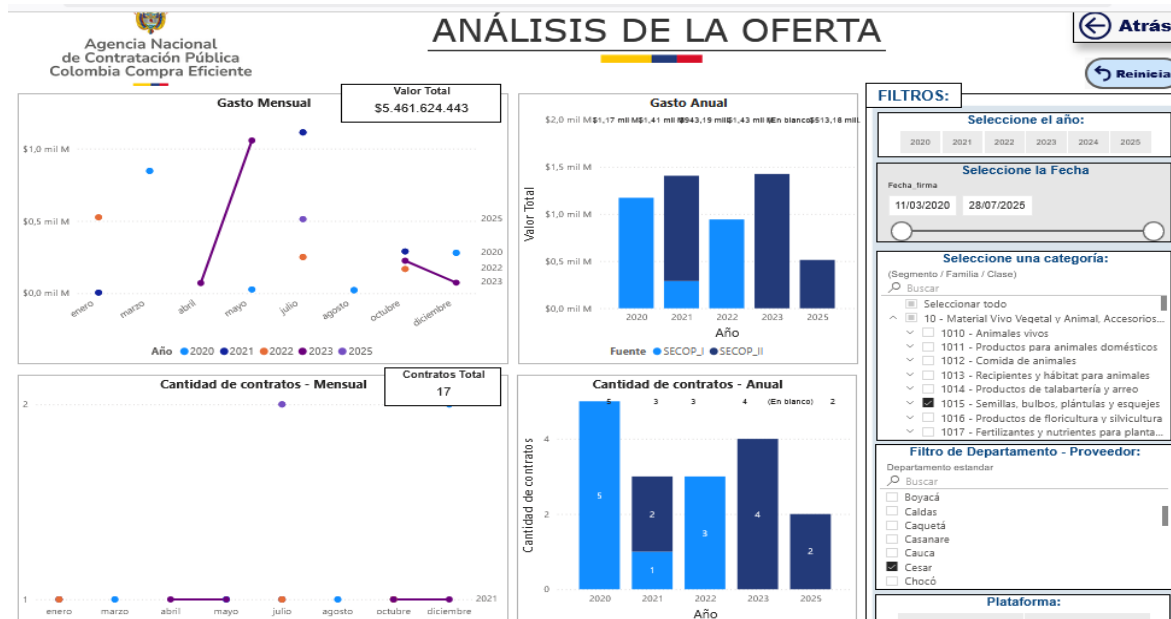 Agencia Nacional
de Contratación Pública
Colombia Compra Eficiente
ANÁLISIS DE LA OFERTA
Atrás
Reinicia
Gasto Mensual
Valor Total
$5.461.624.443
$1,0 mil M
$0,5 mil M
$0,0 mil M
2025
2020
2022
2023
enero
marzo
abril
mayo
julio
agosto
octubre
diciembre
Año 2020 2021 2022 2023 2025
Gasto Anual
$2,0 mil M $1,17 mil M $1,41 mil M $943,19 mill. $1,43 mil M (En blanco) $513,18 mill.
$1,5 mil M
$1,0 mil M
$0,5 mil M
$0,0 mil M
Valor Total
2020 2021 2022 2023 2025
Año
Fuente SECOP_I SECOP_II
Cantidad de contratos - Mensual
Contratos Total
17
2
1
2021
enero marzo abril mayo julio agosto octubre diciembre
Cantidad de contratos - Anual
5 3 3 4 (En blanco) 2
4
2
0
Cantidad de contratos
5
2
1
3
4
2
2020 2021 2022 2023 2025
Año
FILTROS:
Seleccione el año:
2020 2021 2022 2023 2024 2025
Seleccione la Fecha
Fecha_firma
11/03/2020 28/07/2025
Seleccione una categoría:
(Segmento / Familia / Clase)
Buscar
Seleccionar todo
10 - Material Vivo Vegetal y Animal, Accesorios...
1010 - Animales vivos
1011 - Productos para animales domésticos
1012 - Comida de animales
1013 - Recipientes y hábitat para animales
1014 - Productos de talabartería y arreo
1015 - Semillas, bulbos, plántulas y esquejes
1016 - Productos de floricultura y silvicultura
1017 - Fertilizantes y nutrientes para planta...
Filtro de Departamento - Proveedor:
Departamento estandar
Buscar
Boyacá
Caldas
Caquetá
Casanare
Cauca
Cesar
Chocó
Plataforma: